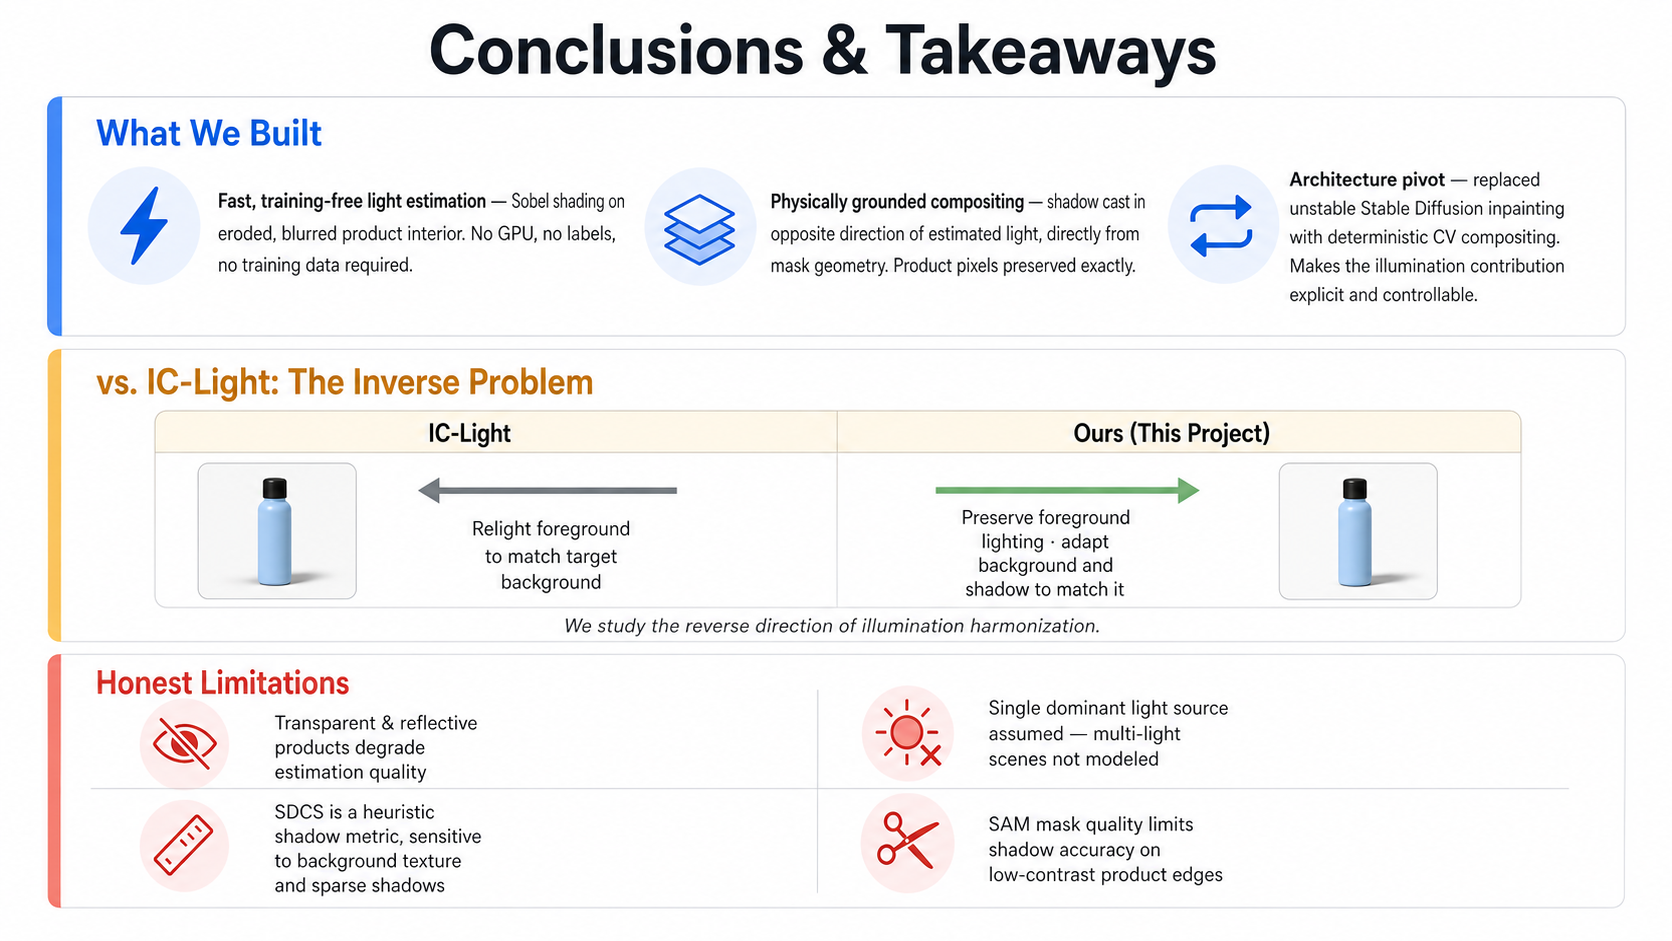 Conclusions & Takeaways
What We Built
Fast, training-free light estimation — Sobel shading on
eroded, blurred product interior. No GPU, no labels,
no training data required.
Physically grounded compositing — shadow cast in
opposite direction of estimated light, directly from
mask geometry. Product pixels preserved exactly.
Architecture pivot — replaced
unstable Stable Diffusion inpainting
with deterministic CV compositing.
Makes the illumination contribution
explicit and controllable.
vs. IC-Light: The Inverse Problem
IC-Light
Relight foreground
to match target
background
Ours (This Project)
Preserve foreground
lighting · adapt
background and
shadow to match it
We study the reverse direction of illumination harmonization.
Honest Limitations
Transparent & reflective
products degrade
estimation quality
Single dominant light source
assumed — multi-light
scenes not modeled
SDCS is a heuristic
shadow metric, sensitive
to background texture
and sparse shadows
SAM mask quality limits
shadow accuracy on
low-contrast product edges